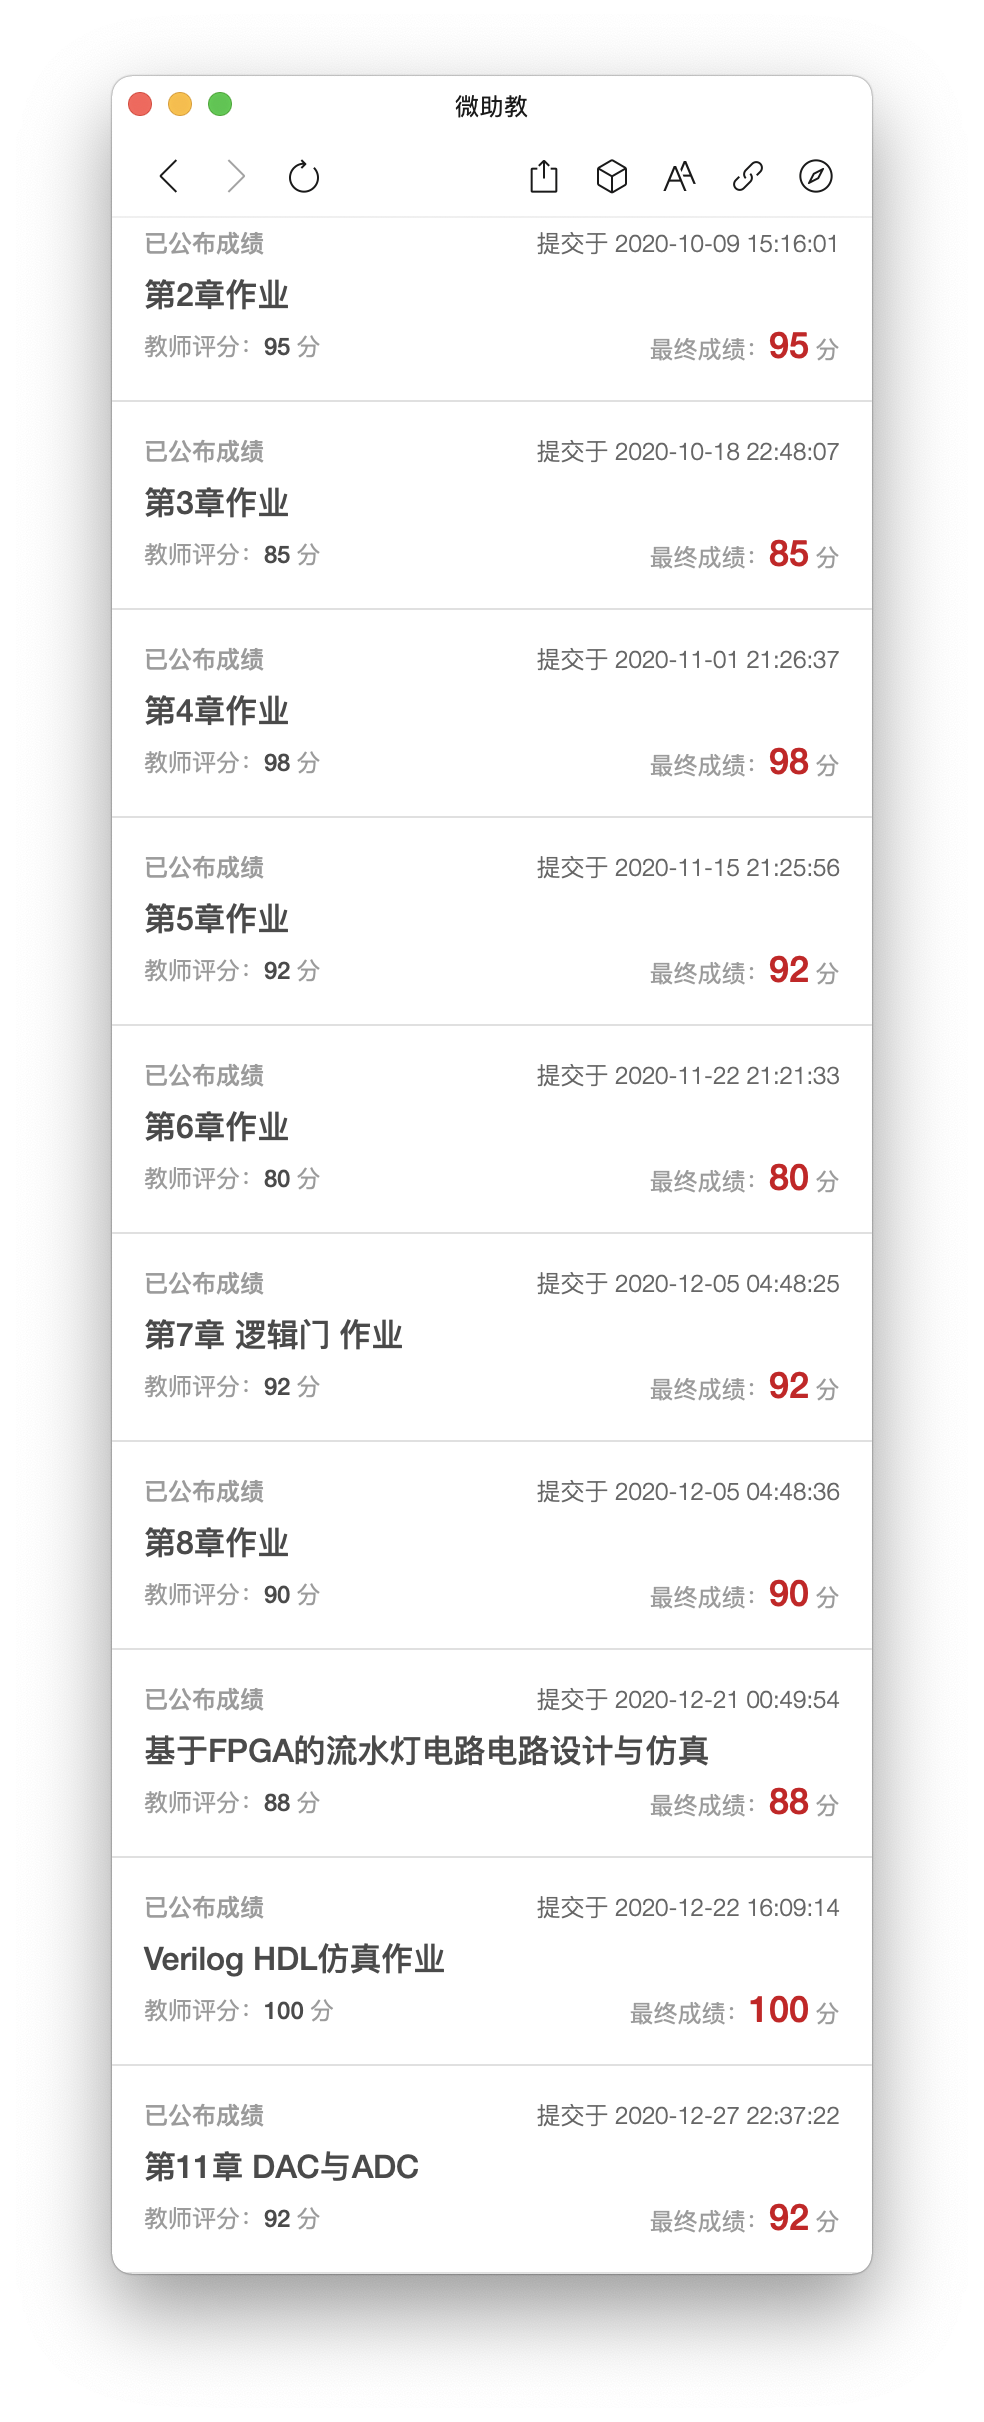 微助教
已公布成绩 提交于 2020-10-09 15:16:01
第2章作业
教师评分：95 分 最终成绩：95 分
已公布成绩 提交于 2020-10-18 22:48:07
第3章作业
教师评分：85 分 最终成绩：85 分
已公布成绩 提交于 2020-11-01 21:26:37
第4章作业
教师评分：98 分 最终成绩：98 分
已公布成绩 提交于 2020-11-15 21:25:56
第5章作业
教师评分：92 分 最终成绩：92 分
已公布成绩 提交于 2020-11-22 21:21:33
第6章作业
教师评分：80 分 最终成绩：80 分
已公布成绩 提交于 2020-12-05 04:48:25
第7章 逻辑门 作业
教师评分：92 分 最终成绩：92 分
已公布成绩 提交于 2020-12-05 04:48:36
第8章作业
教师评分：90 分 最终成绩：90 分
已公布成绩 提交于 2020-12-21 00:49:54
基于FPGA的流水灯电路电路设计与仿真
教师评分：88 分 最终成绩：88 分
已公布成绩 提交于 2020-12-22 16:09:14
Verilog HDL仿真作业
教师评分：100 分 最终成绩：100 分
已公布成绩 提交于 2020-12-27 22:37:22
第11章 DAC与ADC
教师评分：92 分 最终成绩：92 分